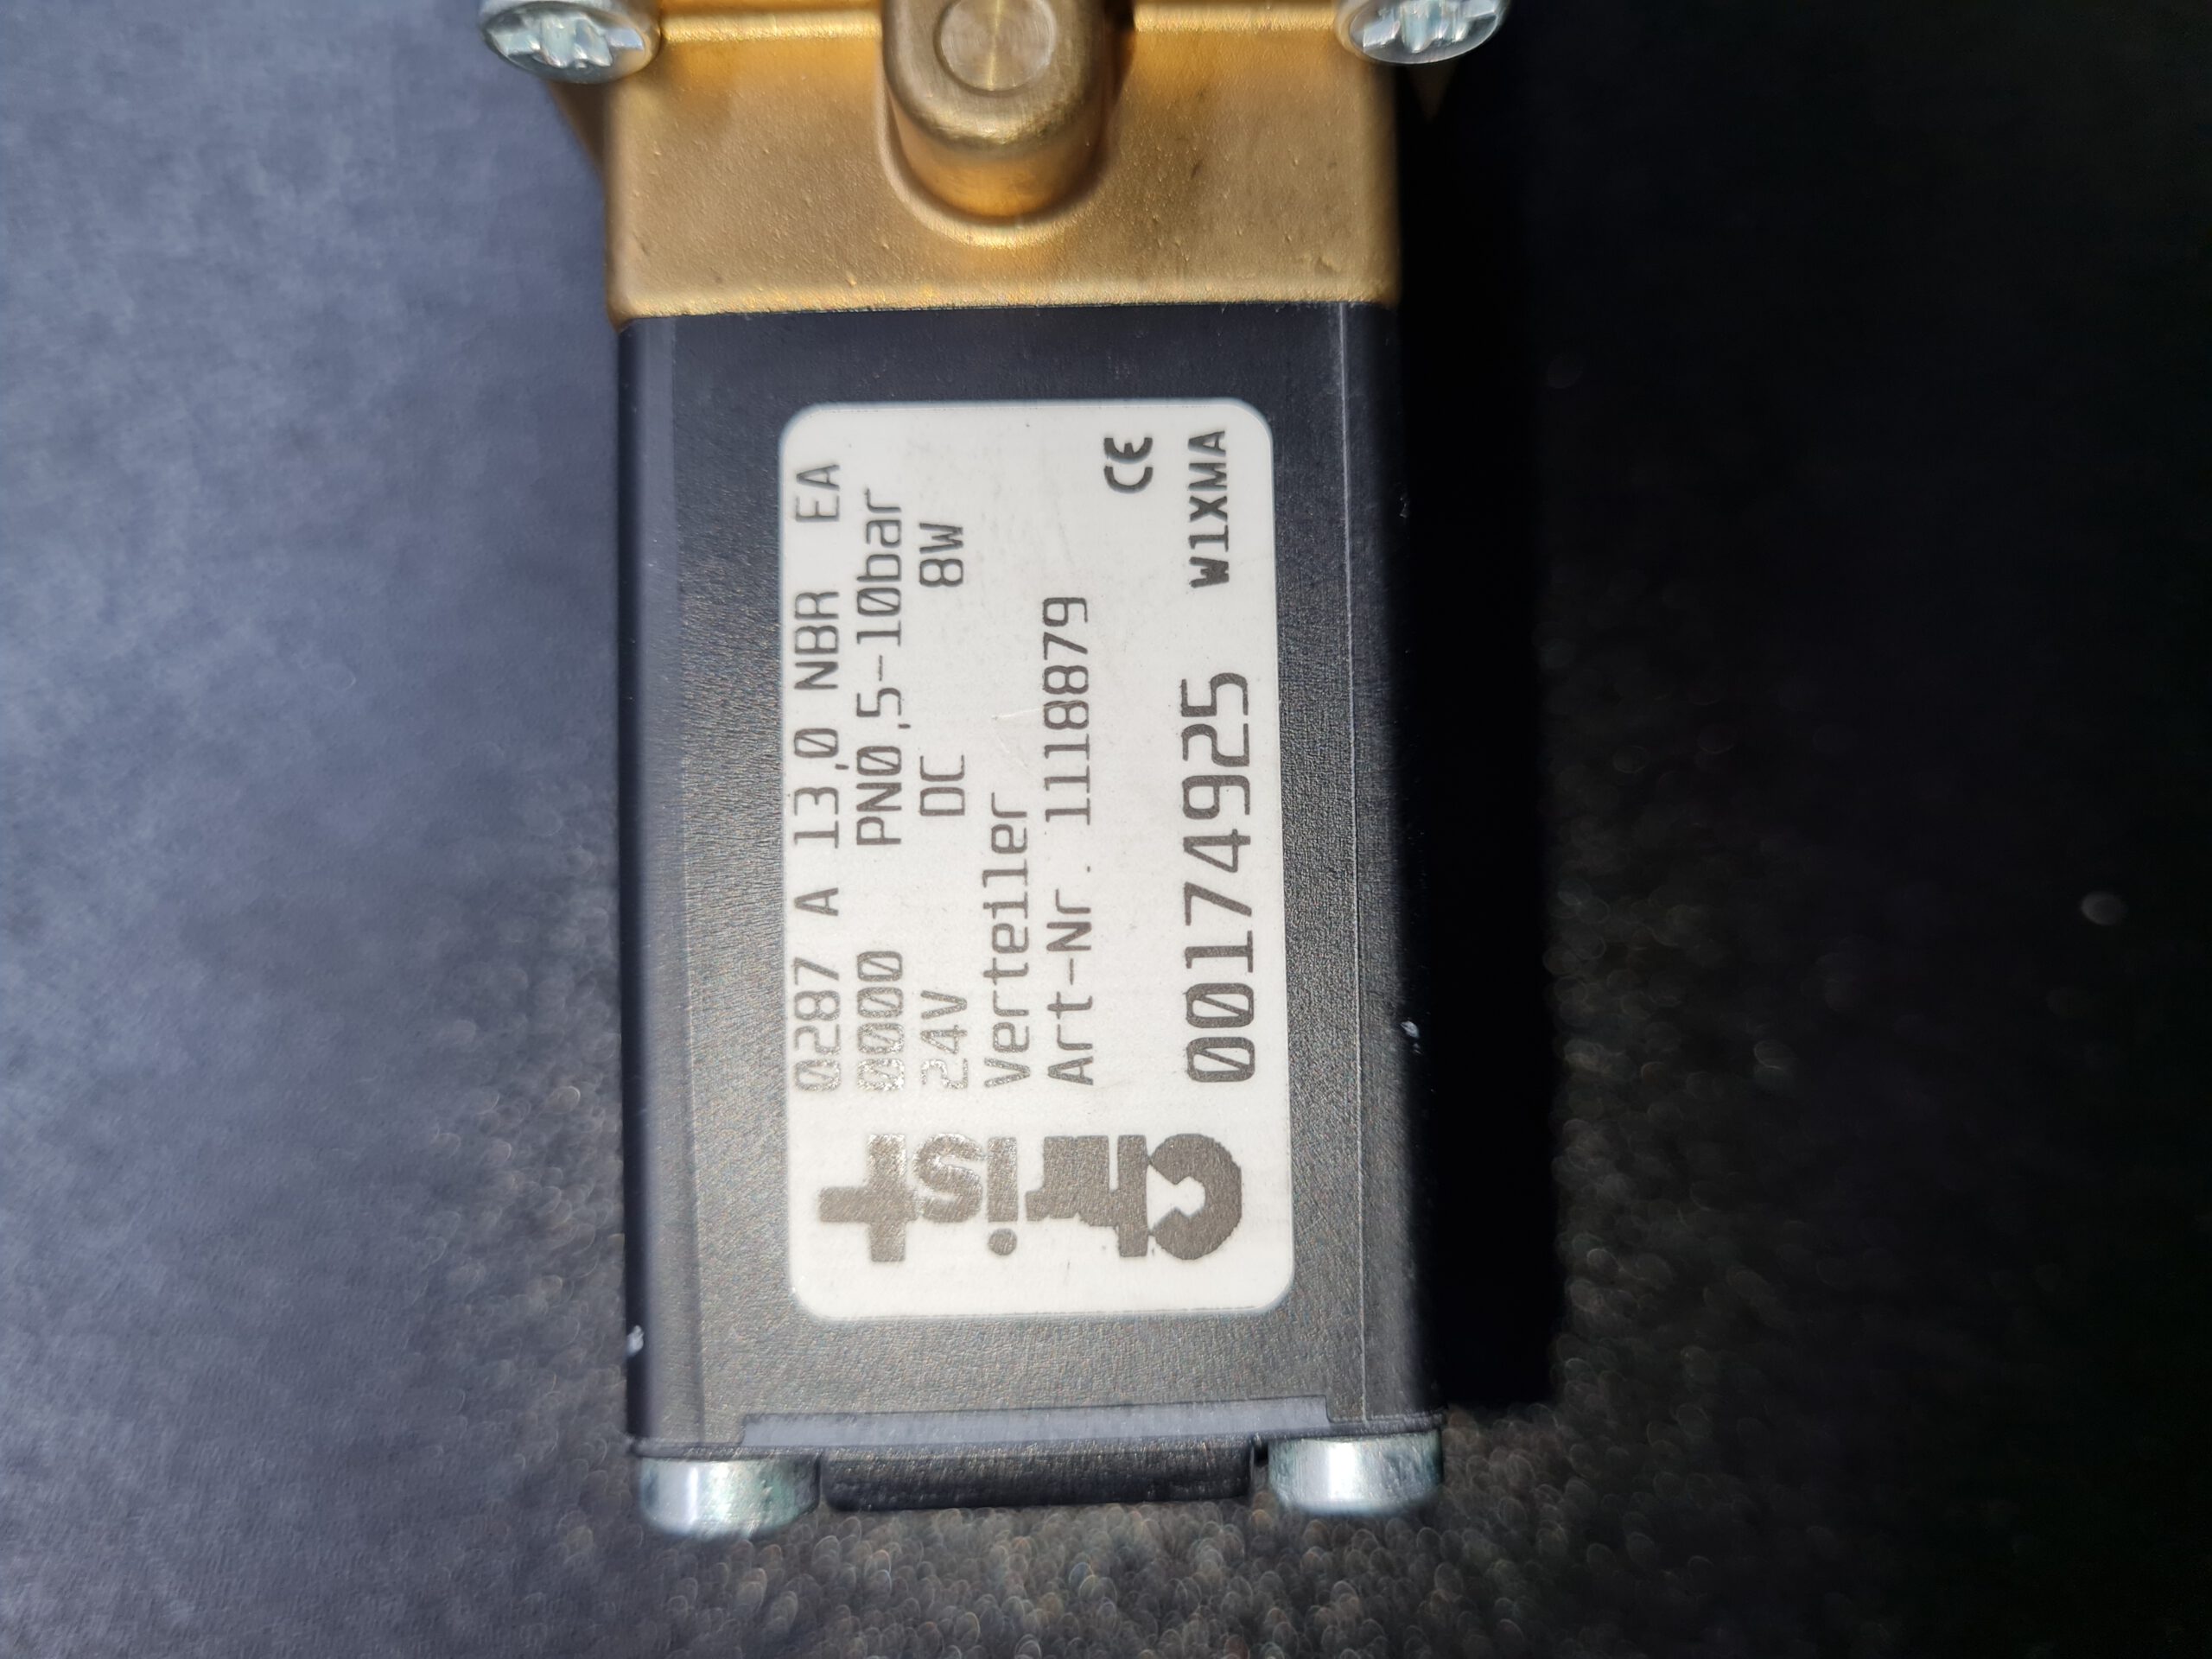 Christ
0287 A 13,0 NBR EA
0000 PN0,5-10bar
24V DC 8W
Verteiler
Art-Nr. 1118879
CE
00174925 W1XMA